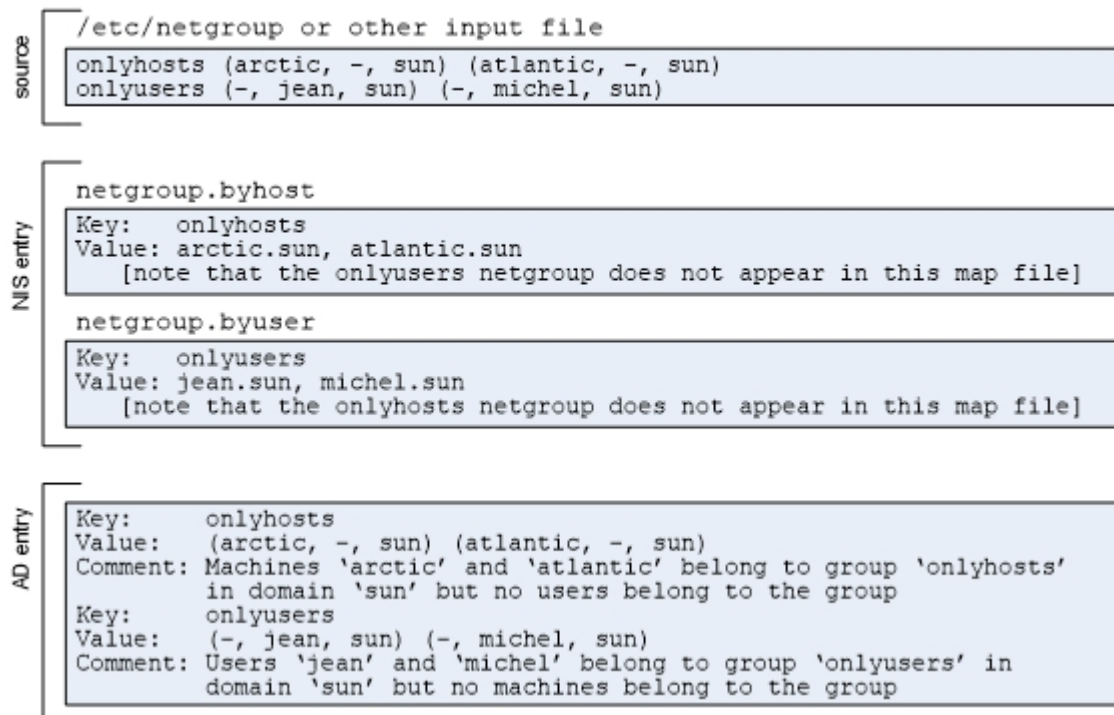 source
/etc/netgroup or other input file
onlyhosts (arctic, -, sun) (atlantic, -, sun)
onlyusers (-, jean, sun) (-, michel, sun)
NIS entry
netgroup.byhost
Key: onlyhosts
Value: arctic.sun, atlantic.sun
[note that the onlyusers netgroup does not appear in this map file]
netgroup.byuser
Key: onlyusers
Value: jean.sun, michel.sun
[note that the onlyhosts netgroup does not appear in this map file]
AD entry
Key: onlyhosts
Value: (arctic, -, sun) (atlantic, -, sun)
Comment: Machines ‘arctic’ and ‘atlantic’ belong to group ‘onlyhosts’
in domain ‘sun’ but no users belong to the group
Key: onlyusers
Value: (-, jean, sun) (-, michel, sun)
Comment: Users ‘jean’ and ‘michel’ belong to group ‘onlyusers’ in
domain ‘sun’ but no machines belong to the group